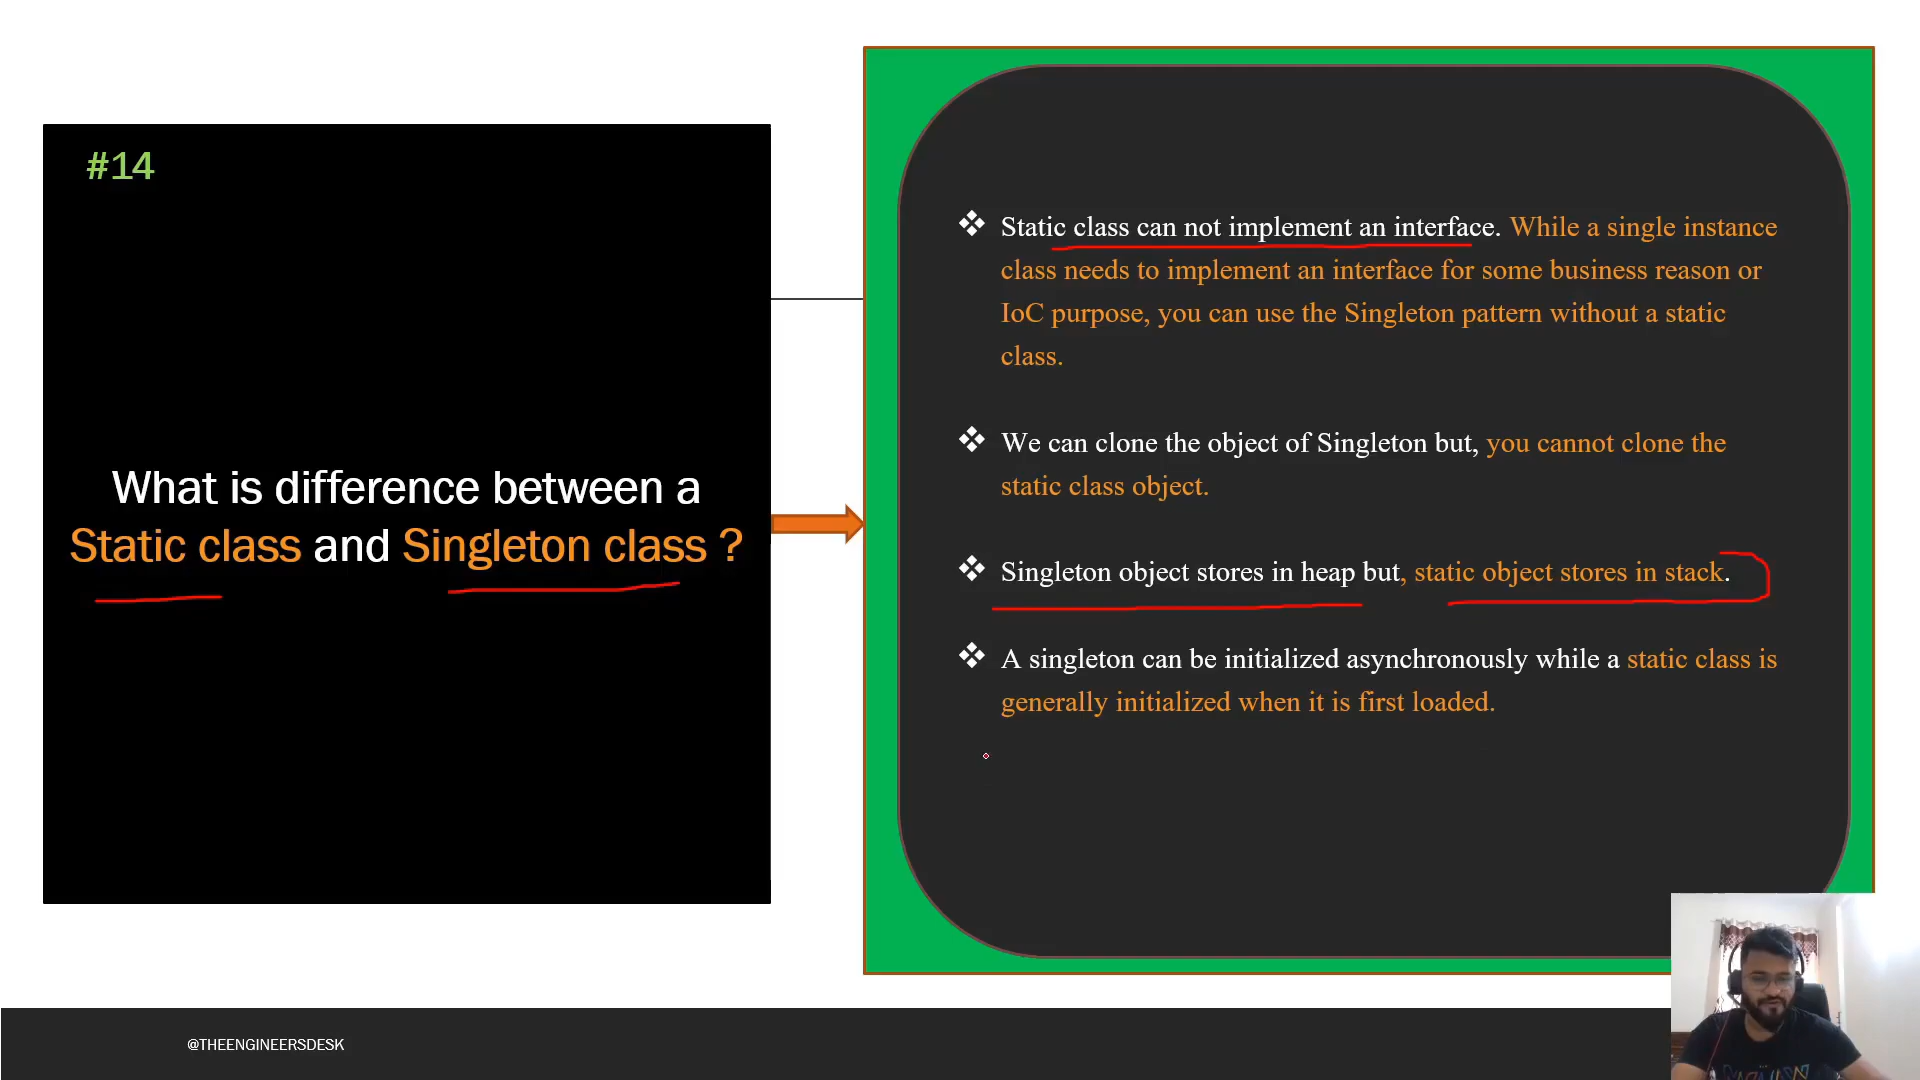 #14
What is difference between a
Static class and Singleton class ?
Static class can not implement an interface. While a single instance
class needs to implement an interface for some business reason or
IoC purpose, you can use the Singleton pattern without a static
class.
We can clone the object of Singleton but, you cannot clone the
static class object.
Singleton object stores in heap but, static object stores in stack.
A singleton can be initialized asynchronously while a static class is
generally initialized when it is first loaded.
@THEENGINEERSDESK